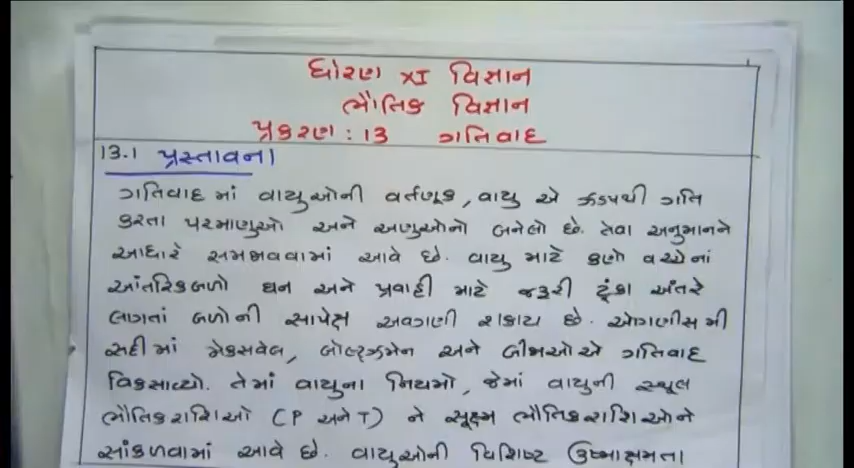 ધોરણ XI વિજ્ઞાન
ભૌતિક વિજ્ઞાન
પ્રકરણ : 13 ગતિવાદ
13.1 પ્રસ્તાવના
ગતિવાદ માં વાયુઓની વર્તણૂક, વાયુ એ ઝડપથી ગતિ
કરતા પરમાણુઓ અને અણુઓનો બનેલો છે. તેવા અનુમાનને
આધારે સમજાવવામાં આવે છે. વાયુ માટે કણો વચ્ચેનાં
આંતરિકબળો ઘન અને પ્રવાહી માટે જરૂરી ટૂંકા અંતરે
લાગતાં બળોની સાપેક્ષ અવગણી શકાય છે. ઓગણીસ મી
સદીમાં મેકસવેલ, બોલ્ટ્ઝમેન અને બીજાઓએ ગતિવાદ
વિકસાવ્યો. તેમાં વાયુના નિયમો, જેમાં વાયુની સ્થૂલ
ભૌતિકરાશિઓ (P અને T) ને સૂક્ષ્મ ભૌતિકરાશિઓને
સાંકળવામાં આવે છે. વાયુઓની વિશિષ્ટ ઉષ્માક્ષમતા